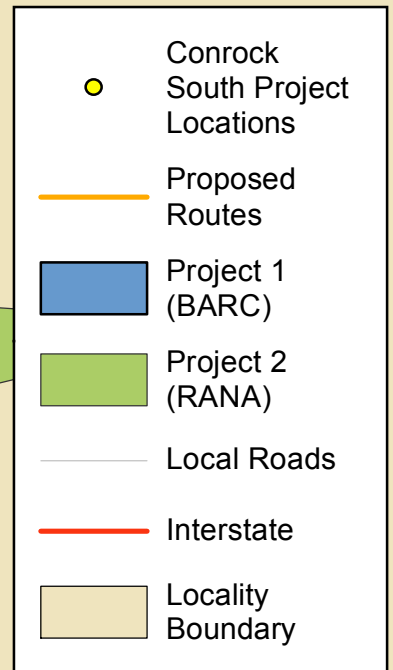 Conrock
South Project
Locations
Proposed
Routes
Project 1
(BARC)
Project 2
(RANA)
Local Roads
Interstate
Locality
Boundary